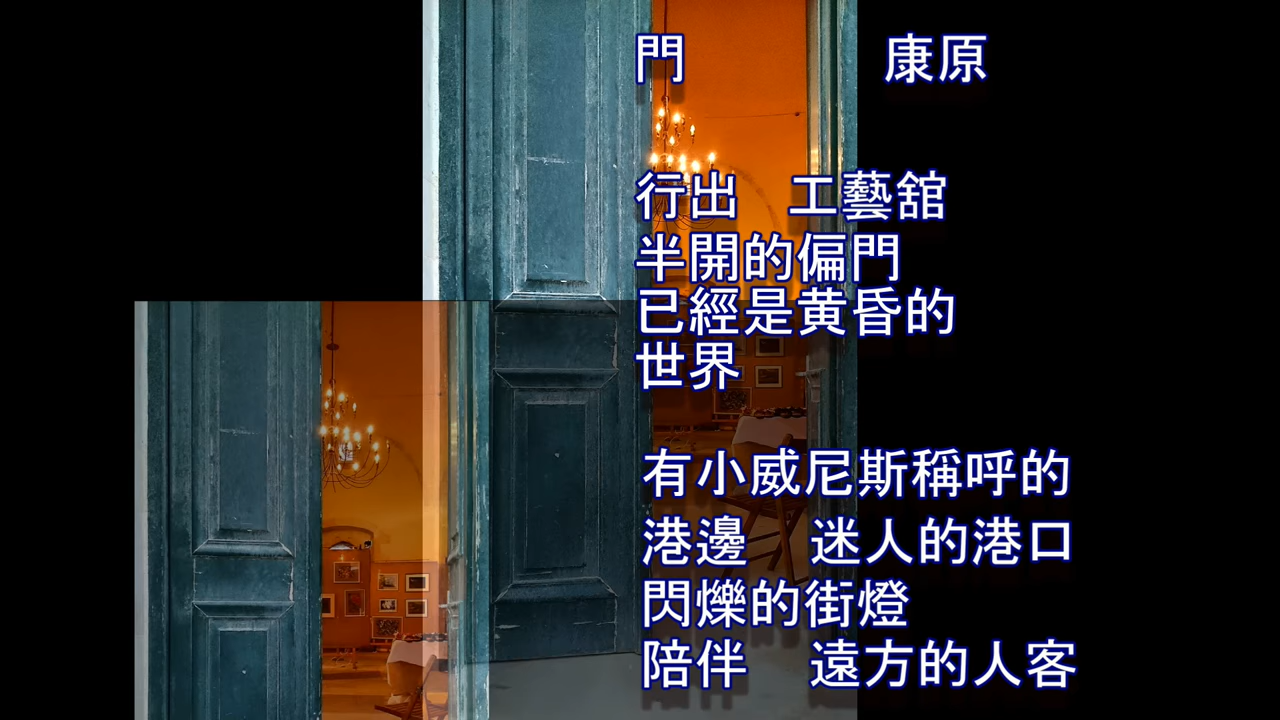 門 康原
行出 工藝舘
半開的偏門
已經是黄昏的
世界
有小威尼斯稱呼的
港邊 迷人的港口
閃爍的街燈
陪伴 遠方的人客